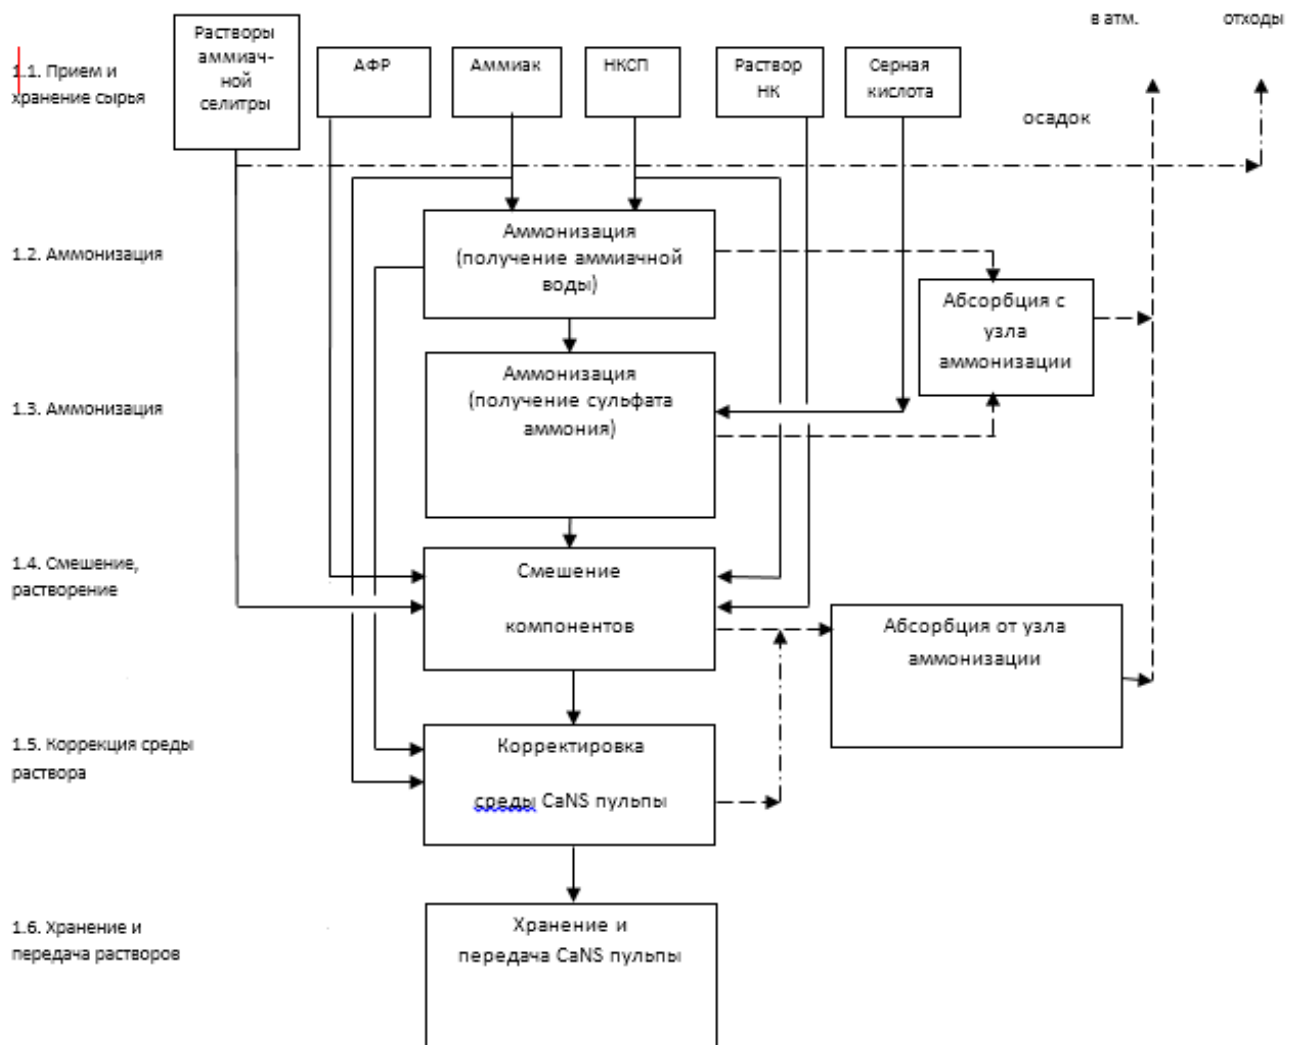 в атм.
отходы
Растворы
аммиач-
ной
селитры
1.1. Прием и
хранение сырья
АФР
Аммиак
НКСП
Раствор
НК
Серная
кислота
осадок
1.2. Аммонизация
Аммонизация
(получение аммиачной
воды)
Абсорбция с
узла
аммонизации
1.3. Аммонизация
Аммонизация
(получение сульфата
аммония)
1.4. Смешение,
растворение
Смешение
компонентов
Абсорбция от узла
аммонизации
1.5. Коррекция среды
раствора
Корректировка
среды CaNS пульпы
1.6. Хранение и
передача растворов
Хранение и
передача CaNS пульпы